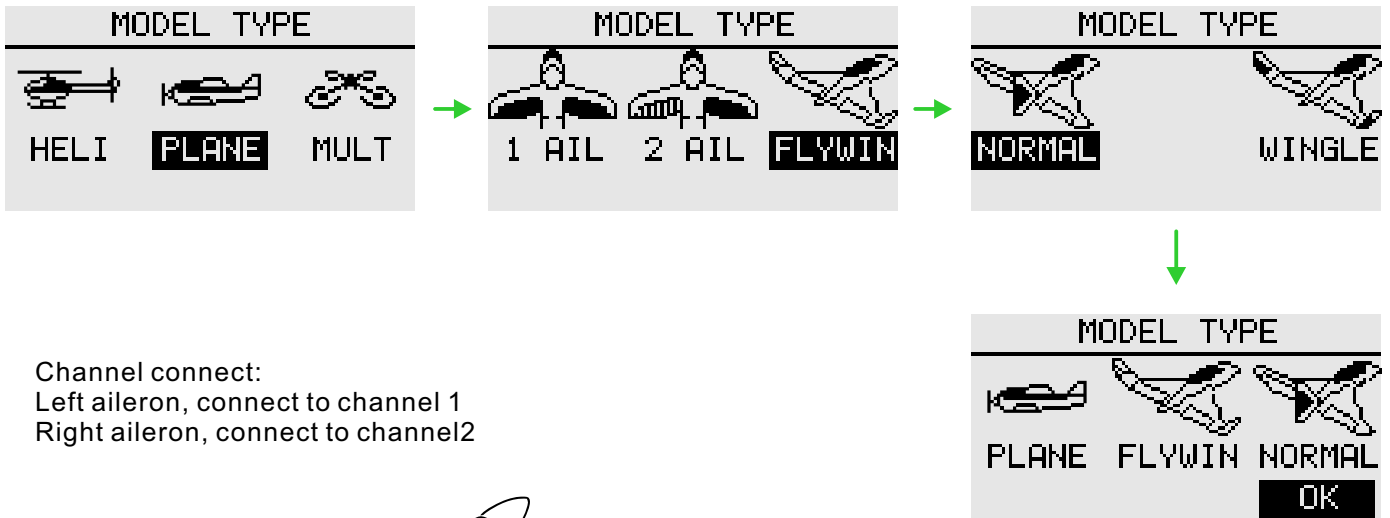 MODEL TYPE
HELI PLANE MULT
MODEL TYPE
1 AIL 2 AIL FLYWIN
MODEL TYPE
NORMAL WINGLE
MODEL TYPE
PLANE FLYWIN NORMAL
OK
Channel connect:
Left aileron, connect to channel 1
Right aileron, connect to channel2